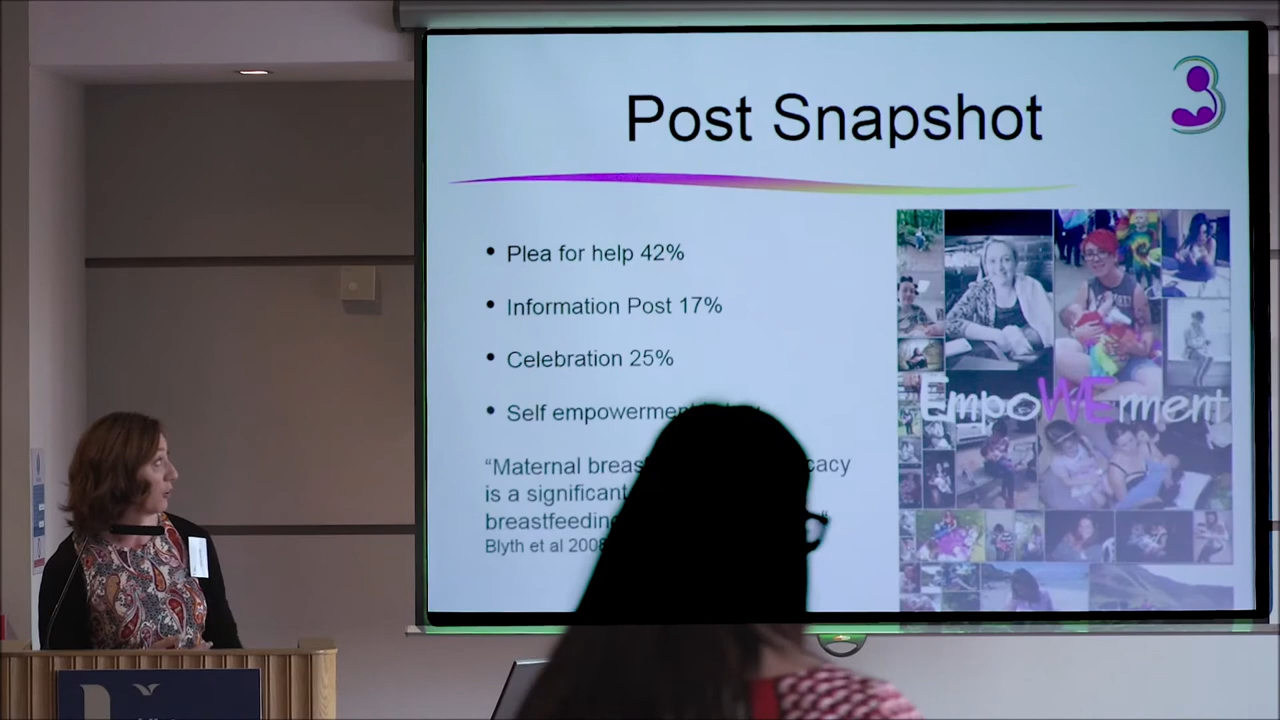 Post Snapshot
• Plea for help 42%
• Information Post 17%
• Celebration 25%
• Self empowerment
“Maternal cacy
is a significant
breastfeeding “
Blyth et al 2008
EmpoWErment